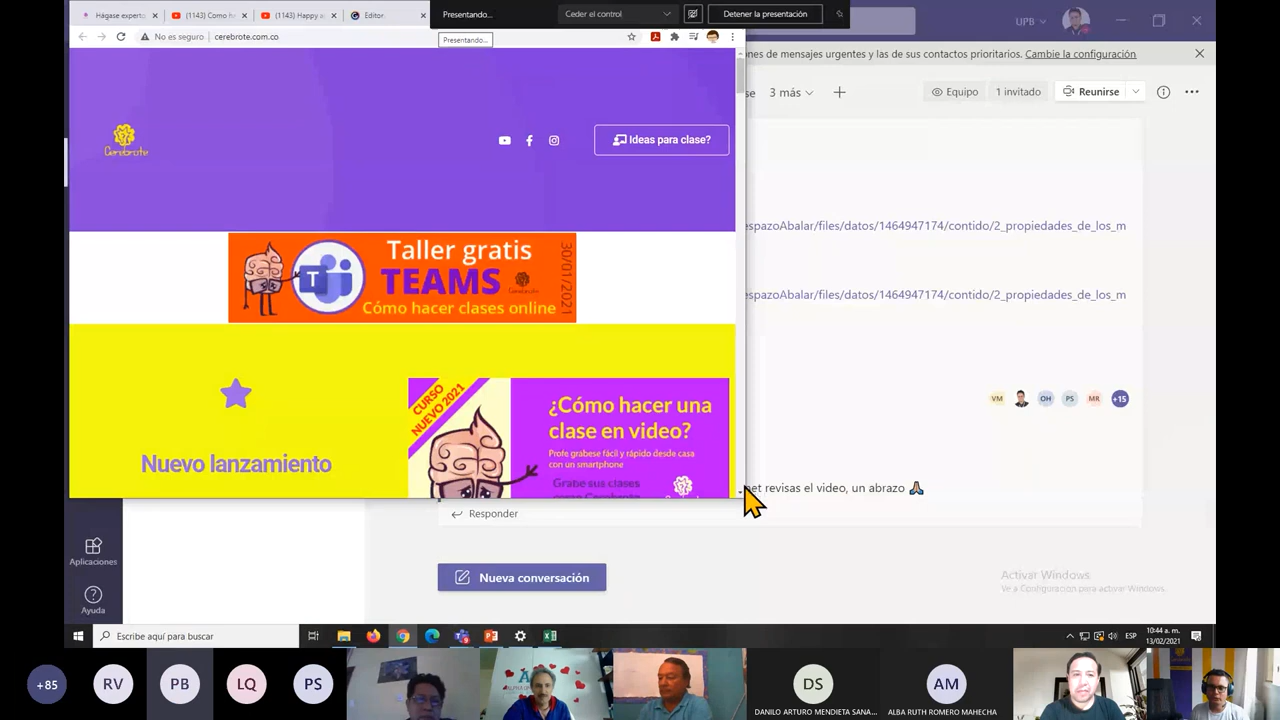 Hágase experto
(1143) Como h
(1143) Happy a
Editor.
Presentando...
Ceder el control
Detener la presentación
UPB
No es seguro
cerebrote.com.co
Presentando...
nes de mensajes urgentes y las de sus contactos prioritarios. Cambie la configuración
se
3 más
Equipo
1 invitado
Reunirse
Cerebrote
Ideas para clase?
espazoAbalar/files/datos/1464947174/contido/2_propiedades_de_los_m
Taller gratis
TEAMS
Cómo hacer clases online
30/01/2021
T
espazoAbalar/files/datos/1464947174/contido/2_propiedades_de_los_m
CURSO
NUEVO 2021
¿Cómo hacer una
clase en video?
Profe grabese fácil y rápido desde casa
con un smartphone
Grabe sus clases
como Cerebrote
VM
OH
PS
MR
+15
Nuevo lanzamiento
net revisas el video, un abrazo 🙏🏽
Responder
Aplicaciones
Ayuda
Nueva conversación
Activar Windows
Ve a Configuración para activar Windows.
Escribe aquí para buscar
ESP
10:44 a. m.
13/02/2021
+85
RV
PB
LQ
PS
DS
DANILO ARTURO MENDIETA SANA...
AM
ALBA RUTH ROMERO MAHECHA